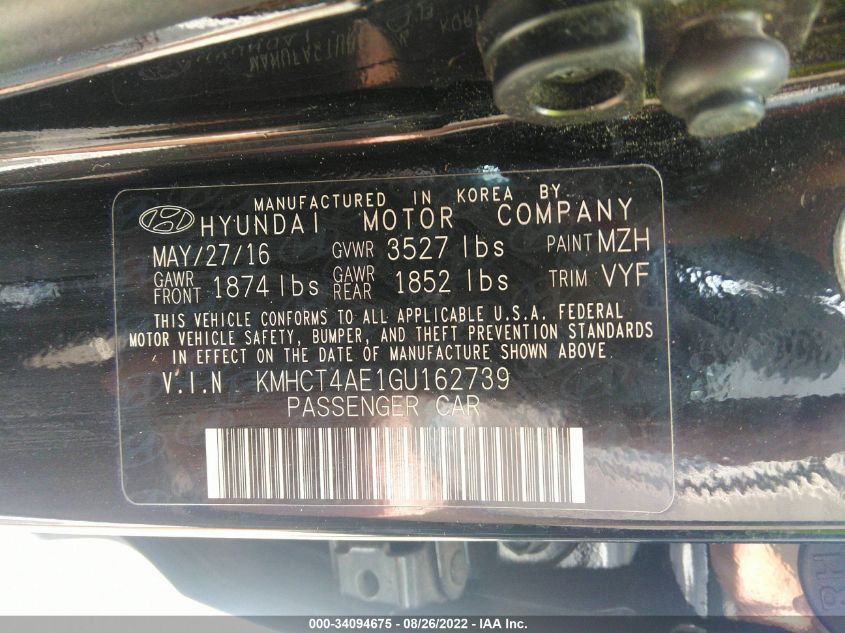 MANUFACTURED IN KOREA BY
HYUNDAI MOTOR COMPANY
MAY/27/16 GVWR 3527 lbs PAINT MZH
GAWR FRONT 1874 lbs GAWR REAR 1852 lbs TRIM VYF
THIS VEHICLE CONFORMS TO ALL APPLICABLE U.S.A. FEDERAL
MOTOR VEHICLE SAFETY, BUMPER, AND THEFT PREVENTION STANDARDS
IN EFFECT ON THE DATE OF MANUFACTURE SHOWN ABOVE.
V.I.N KMHCT4AE1GU162739
PASSENGER CAR
000-34094675 - 08/26/2022 - IAA Inc.